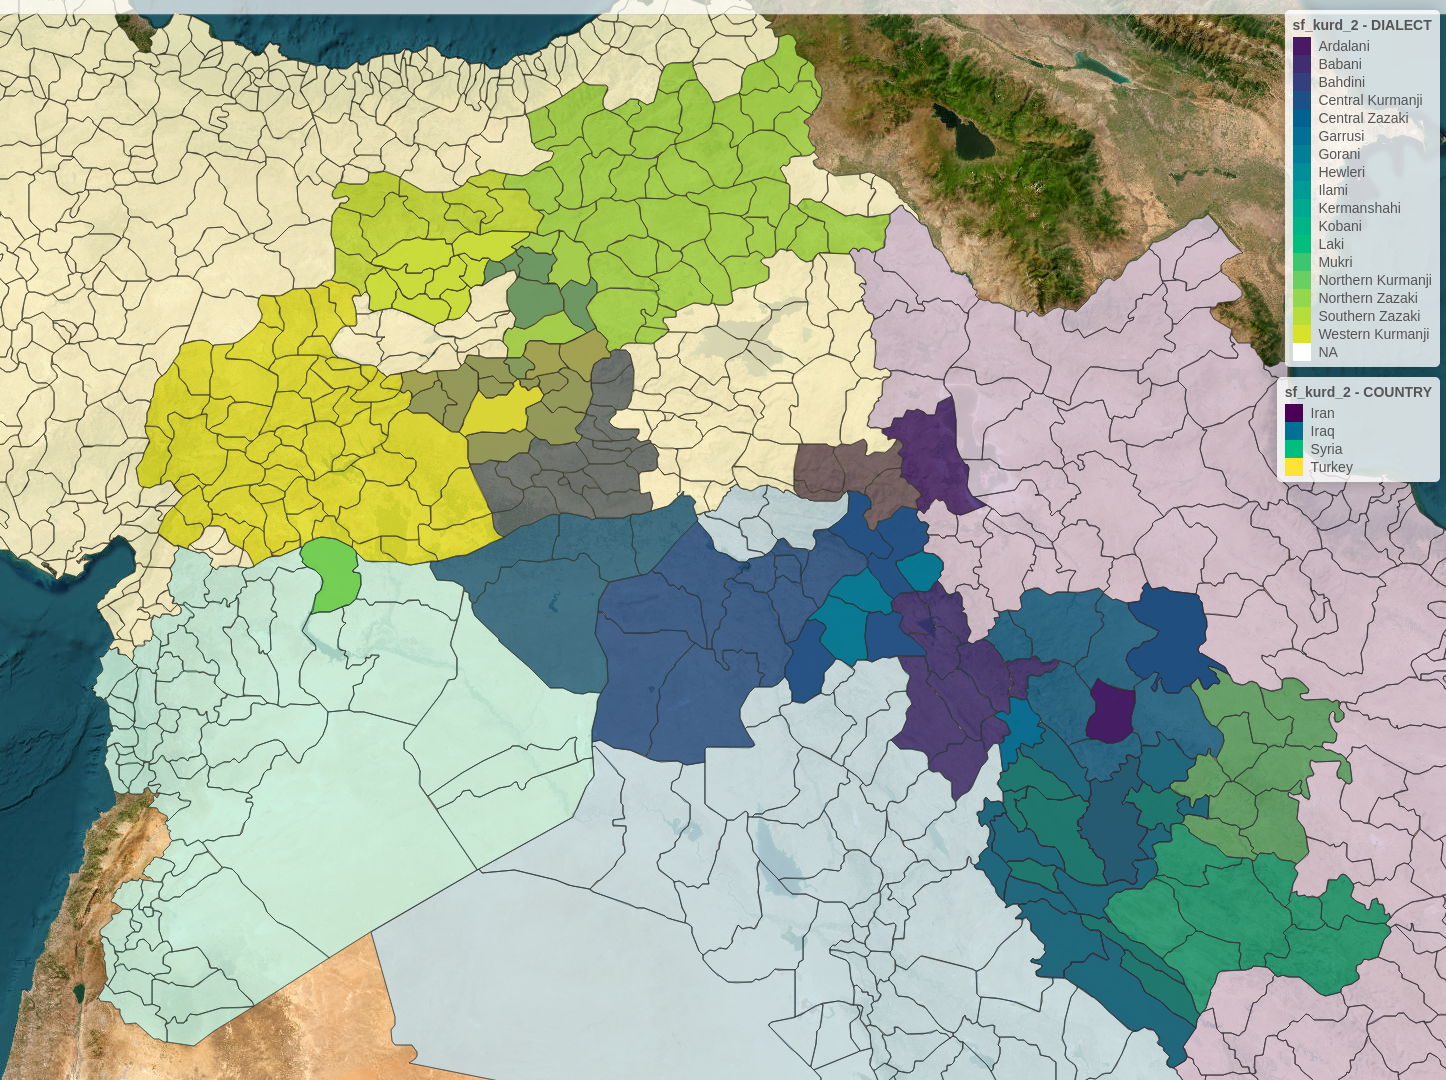 sf_kurd_2 - DIALECT
Ardalani
Babani
Bahdini
Central Kurmanji
Central Zazaki
Garrusi
Gorani
Hewleri
Ilami
Kermanshahi
Kobani
Laki
Mukri
Northern Kurmanji
Northern Zazaki
Southern Zazaki
Western Kurmanji
NA
sf_kurd_2 - COUNTRY
Iran
Iraq
Syria
Turkey